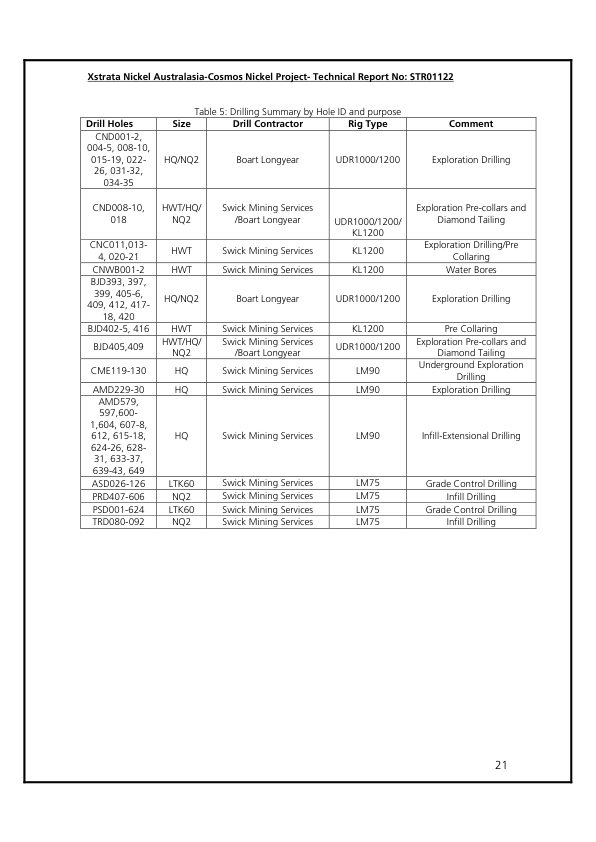 Xstrata Nickel Australasia-Cosmos Nickel Project- Technical Report No: STR01122
Table 5: Drilling Summary by Hole ID and purpose
Drill Holes Size Drill Contractor Rig Type Comment
CND001-2,
004-5, 008-10,
015-19, 022-
26, 031-32,
034-35
HQ/NQ2 Boart Longyear UDR1000/1200 Exploration Drilling
CND008-10,
018
HWT/HQ/
NQ2
Swick Mining Services
/Boart Longyear
UDR1000/1200/
KL1200
Exploration Pre-collars and
Diamond Tailing
CNC011,013-
4, 020-21
HWT Swick Mining Services KL1200
Exploration Drilling/Pre
Collaring
CNWB001-2 HWT Swick Mining Services KL1200 Water Bores
BJD393, 397,
399, 405-6,
409, 412, 417-
18, 420
HQ/NQ2 Boart Longyear UDR1000/1200 Exploration Drilling
BJD402-5, 416 HWT Swick Mining Services KL1200 Pre Collaring
BJD405,409
HWT/HQ/
NQ2
Swick Mining Services
/Boart Longyear
UDR1000/1200
Exploration Pre-collars and
Diamond Tailing
CME119-130 HQ Swick Mining Services LM90
Underground Exploration
Drilling
AMD229-30 HQ Swick Mining Services LM90 Exploration Drilling
AMD579,
597,600-
1,604, 607-8,
612, 615-18,
624-26, 628-
31, 633-37,
639-43, 649
HQ Swick Mining Services LM90 Infill-Extensional Drilling
ASD026-126 LTK60 Swick Mining Services LM75 Grade Control Drilling
PRD407-606 NQ2 Swick Mining Services LM75 Infill Drilling
PSD001-624 LTK60 Swick Mining Services LM75 Grade Control Drilling
TRD080-092 NQ2 Swick Mining Services LM75 Infill Drilling
21